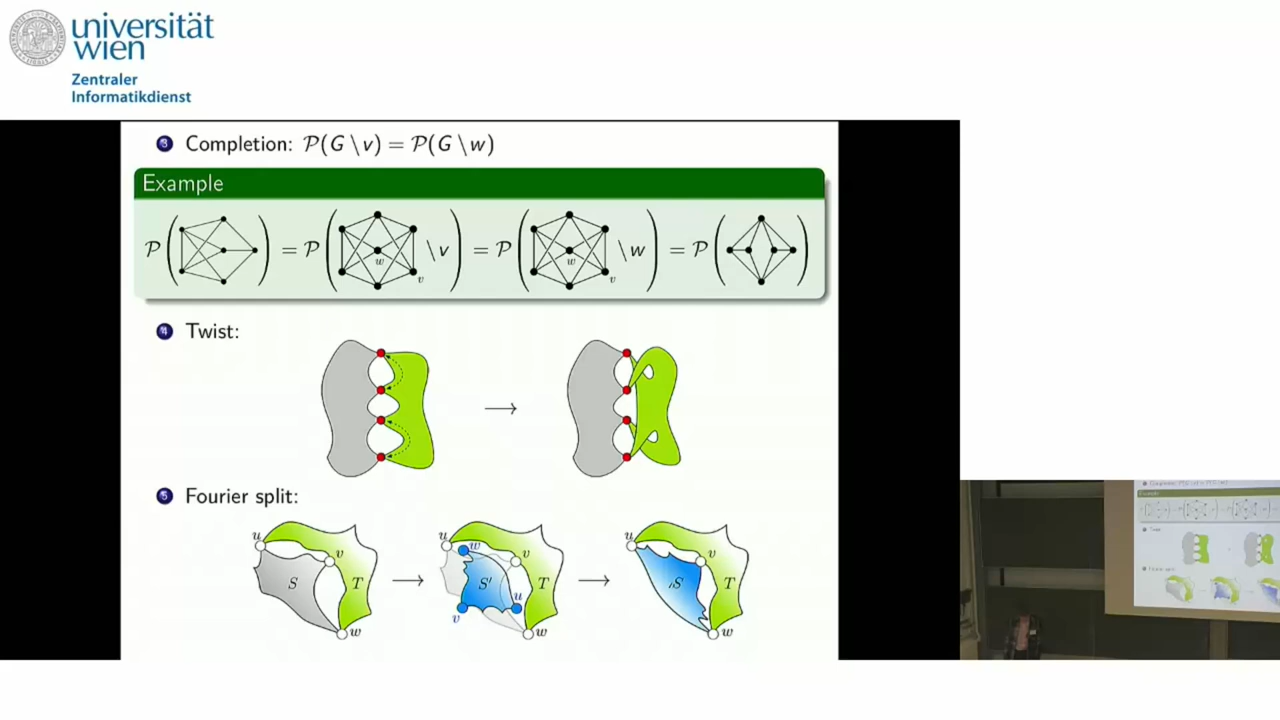 universität
wien
Zentraler
Informatikdienst
3 Completion: P(G \ v) = P(G \ w)
Example
P( ) = P( w v \v ) = P( w v \w ) = P( )
4 Twist:
5 Fourier split:
u v S T w → u w v S' T v u w → u v S T w